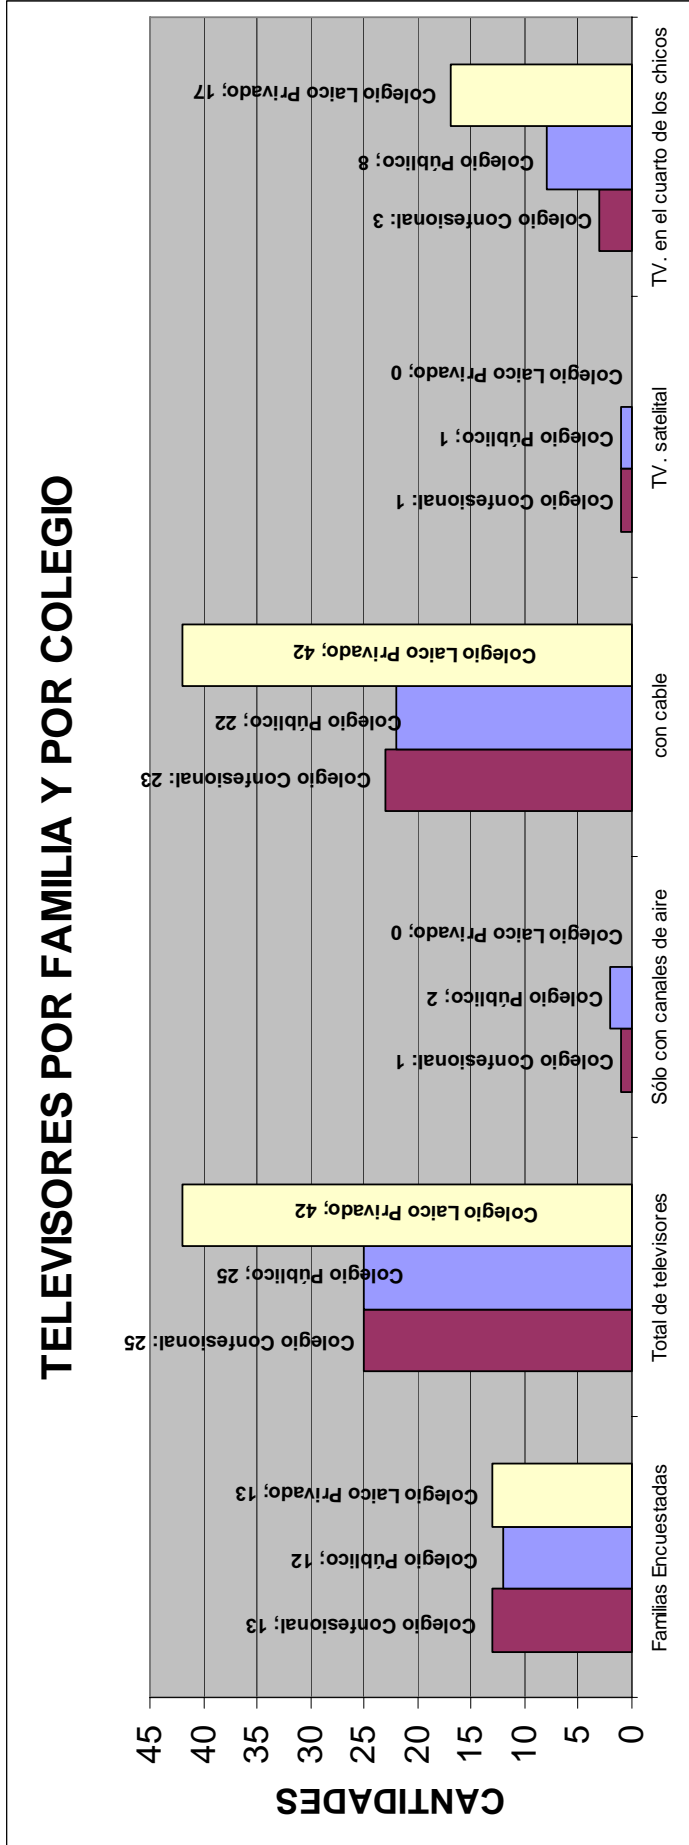 TELEVISORES POR FAMILIA Y POR COLEGIO
CANTIDADES
45
40
35
30
25
20
15
10
5
0
Colegio Confesional; 13
Colegio Público; 12
Colegio Laico Privado; 13
Colegio Confesional: 25
Colegio Público; 25
Colegio Laico Privado; 42
Colegio Confesional: 1
Colegio Público; 2
Colegio Laico Privado; 0
Colegio Confesional: 23
Colegio Público; 22
Colegio Laico Privado; 42
Colegio Confesional: 1
Colegio Público; 1
Colegio Laico Privado; 0
Colegio Confesional: 3
Colegio Público; 8
Colegio Laico Privado; 17
Familias Encuestadas
Total de televisores
Sólo con canales de aire
con cable
TV. satelital
TV. en el cuarto de los chicos